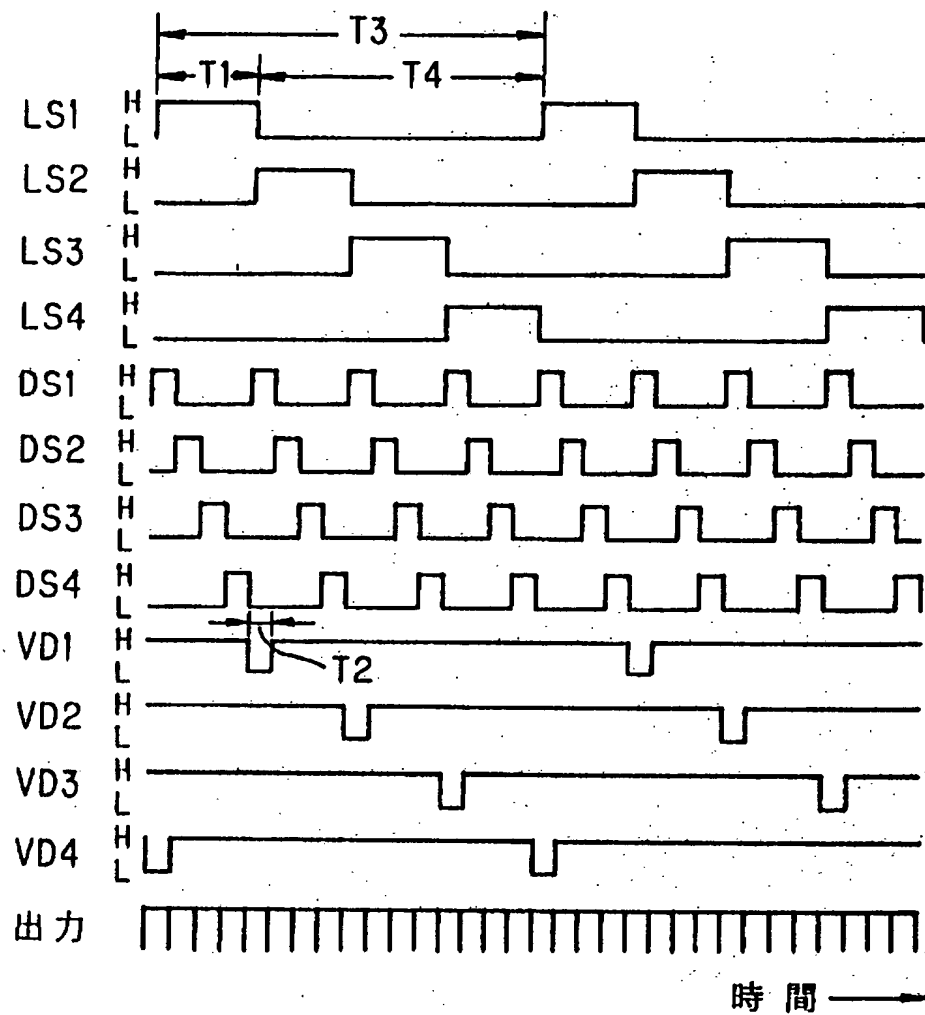 T3
T1 T4
LS1 H L
LS2 H L
LS3 H L
LS4 H L
DS1 H L
DS2 H L
DS3 H L
DS4 H L
VD1 H L
T2
VD2 H L
VD3 H L
VD4 H L
出力
時間